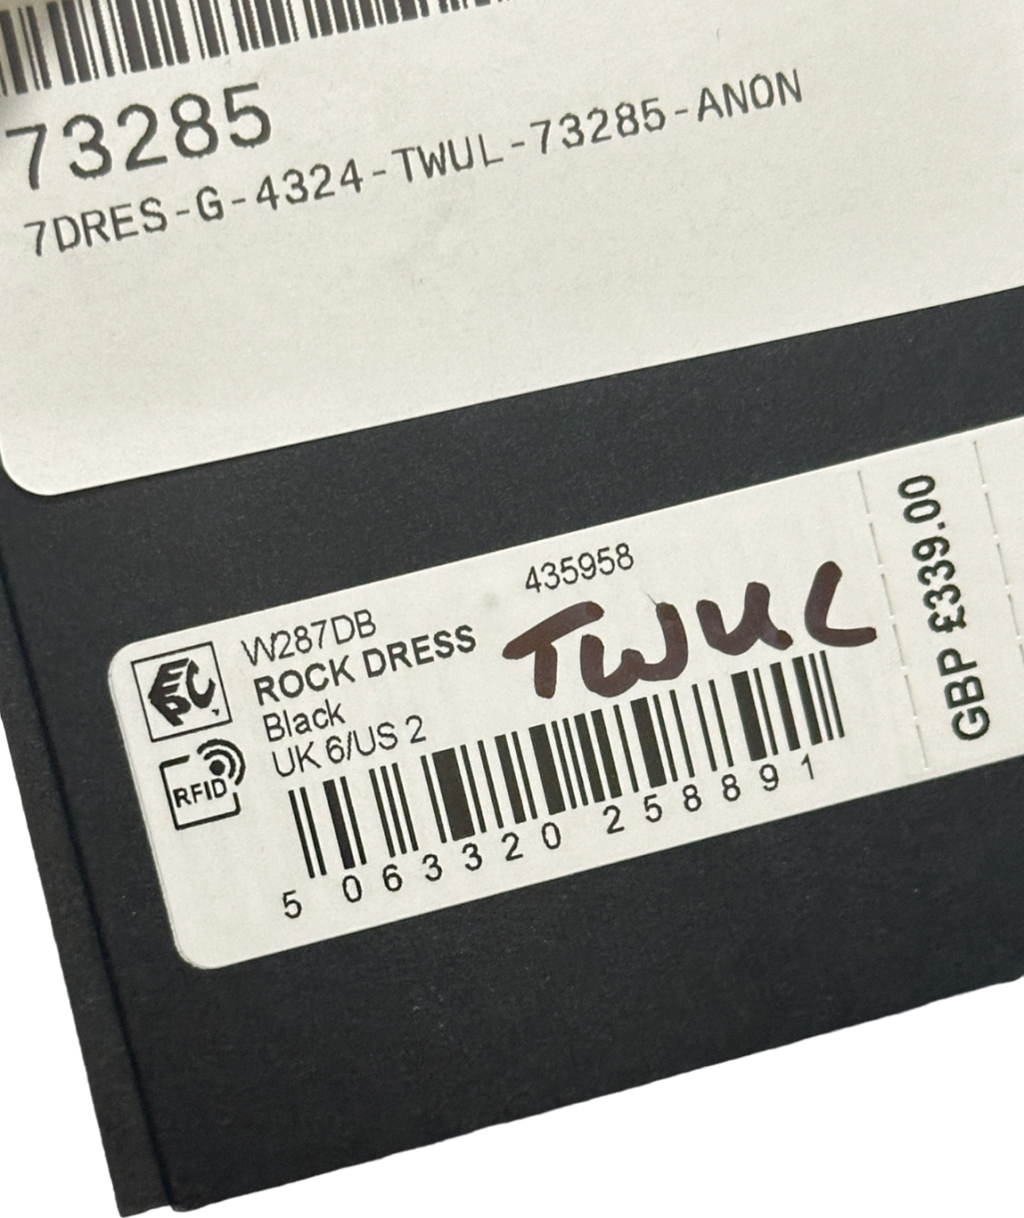 73285
7DRES-G-4324-TWUL-73285-ANON
435958
W287DB
ROCK DRESS
TWUL
Black
UK 6/US 2
RFID
5 063320 258891
GBP £339.00